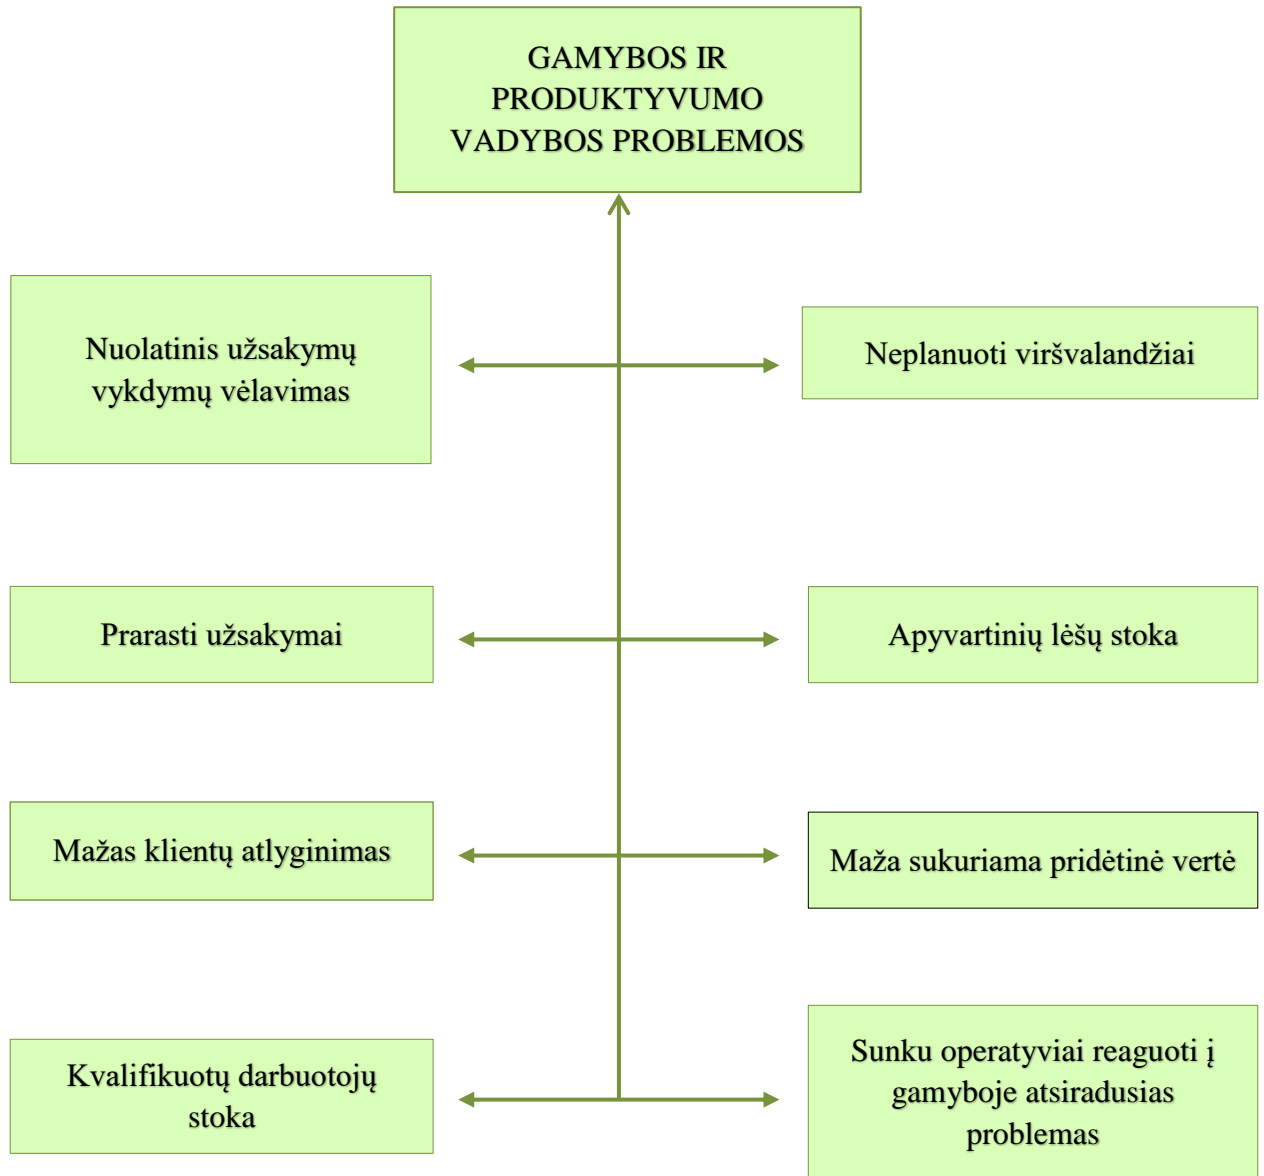 GAMYBOS IR
PRODUKTYVUMO
VADYBOS PROBLEMOS
Nuolatinis užsakymų
vykdymų vėlavimas
Neplanuoti viršvalandžiai
Prarasti užsakymai
Apyvartinių lėšų stoka
Mažas klientų atlyginimas
Maža sukuriama pridėtinė vertė
Kvalifikuotų darbuotojų
stoka
Sunku operatyviai reaguoti į
gamyboje atsiradusias
problemas